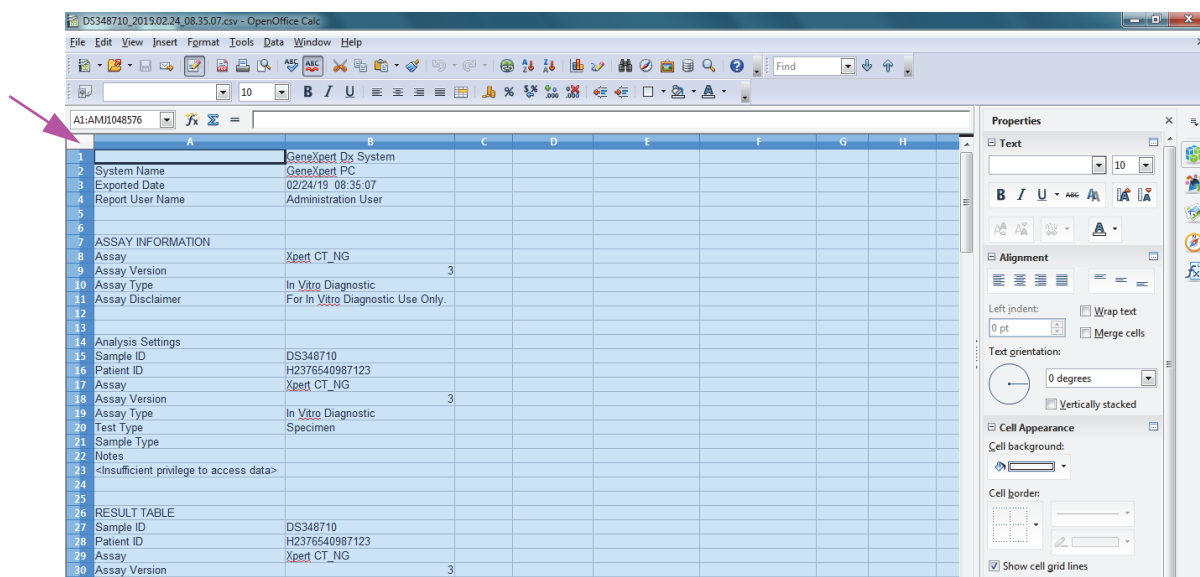 DS348710_2019.02.24_08.35.07.csv - OpenOffice Calc
File Edit View Insert Format Tools Data Window Help
Find
10
A1:AMJ1048576
A B C D E F G H
1 GeneXpert Dx System
2 System Name GeneXpert PC
3 Exported Date 02/24/19 08:35:07
4 Report User Name Administration User
5
6
7 ASSAY INFORMATION
8 Assay Xpert CT_NG
9 Assay Version 3
10 Assay Type In Vitro Diagnostic
11 Assay Disclaimer For In Vitro Diagnostic Use Only.
12
13
14 Analysis Settings
15 Sample ID DS348710
16 Patient ID H2376540987123
17 Assay Xpert CT_NG
18 Assay Version 3
19 Assay Type In Vitro Diagnostic
20 Test Type Specimen
21 Sample Type
22 Notes
23 <Insufficient privilege to access data>
24
25
26 RESULT TABLE
27 Sample ID DS348710
28 Patient ID H2376540987123
29 Assay Xpert CT_NG
30 Assay Version 3
Properties
Text
10
Alignment
Left indent:
Wrap text
0 pt
Merge cells
Text orientation:
0 degrees
Vertically stacked
Cell Appearance
Cell background:
Cell border:
Show cell grid lines